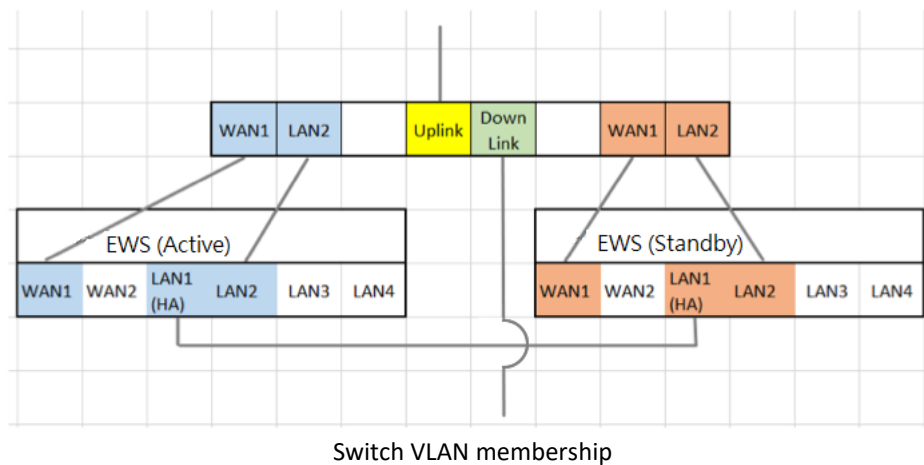 WAN1 LAN2 Uplink Down Link WAN1 LAN2
EWS (Active)
EWS (Standby)
WAN1 WAN2 LAN1 (HA) LAN2 LAN3 LAN4
WAN1 WAN2 LAN1 (HA) LAN2 LAN3 LAN4
Switch VLAN membership